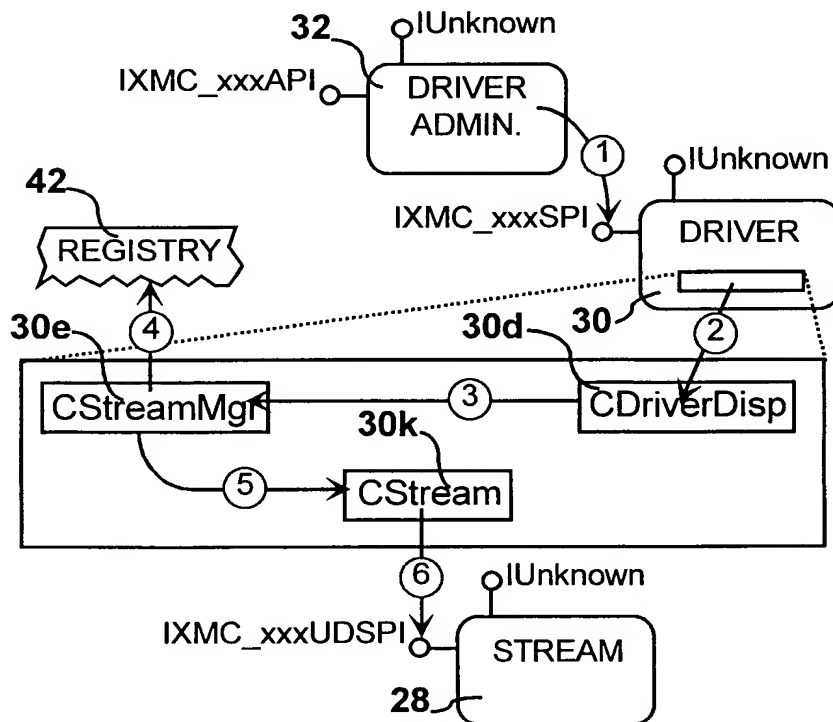 32
IUnknown
IXMC_xxxAPI
DRIVER
ADMIN.
1
IUnknown
42
IXMC_xxxSPI
REGISTRY
DRIVER
30e
4
30d
30
2
CStreamMgr
3
CDriverDisp
30k
5
CStream
6
IUnknown
IXMC_xxxUDSPI
STREAM
28